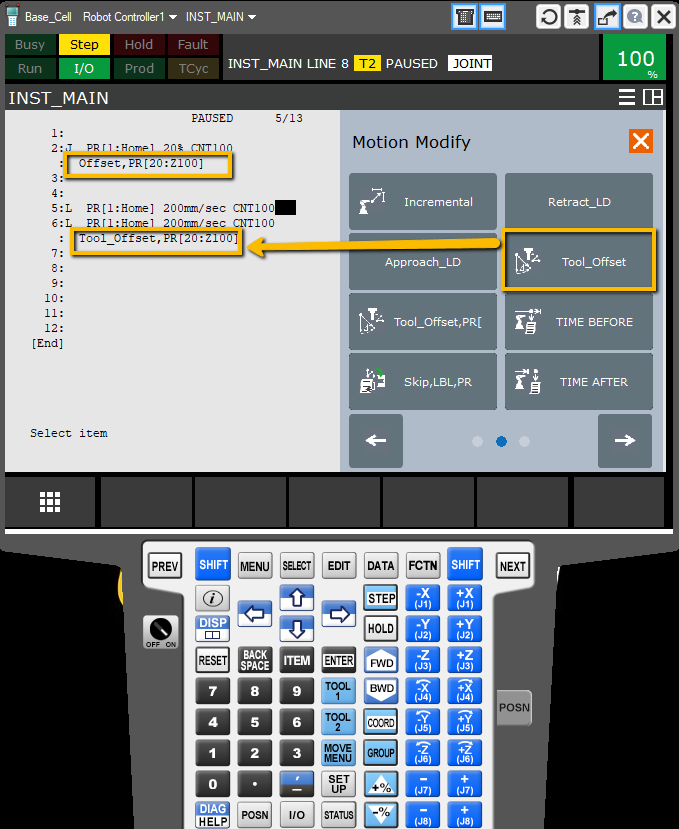 Base_Cell Robot Controller1 INST_MAIN
Busy Step Hold Fault
Run I/O Prod TCyc
INST_MAIN LINE 8 T2 PAUSED JOINT
100
%
INST_MAIN
PAUSED 5/13
1:
2:J PR[1:Home] 20% CNT100
: Offset,PR[20:Z100]
3:
4:
5:L PR[1:Home] 200mm/sec CNT100
6:L PR[1:Home] 200mm/sec CNT100
: Tool_Offset,PR[20:Z100]
7:
8:
9:
10:
11:
12:
[End]
Select item
Motion Modify
Incremental Retract_LD
Approach_LD Tool_Offset
Tool_Offset,PR[ TIME BEFORE
Skip,LBL,PR TIME AFTER
PREV SHIFT MENU SELECT EDIT DATA FCTN SHIFT NEXT
i STEP -X (J1) +X (J1)
OFF ON DISP HOLD -Y (J2) +Y (J2)
RESET BACK SPACE ITEM ENTER FWD -Z (J3) +Z (J3)
7 8 9 TOOL 1 BWD -X (J4) +X (J4)
POSN
4 5 6 TOOL 2 COORD -Y (J5) +Y (J5)
1 2 3 MOVE MENU GROUP -Z (J6) +Z (J6)
0 . , - SET UP +% - (J7) + (J7)
DIAG HELP POSN I/O STATUS -% - (J8) + (J8)